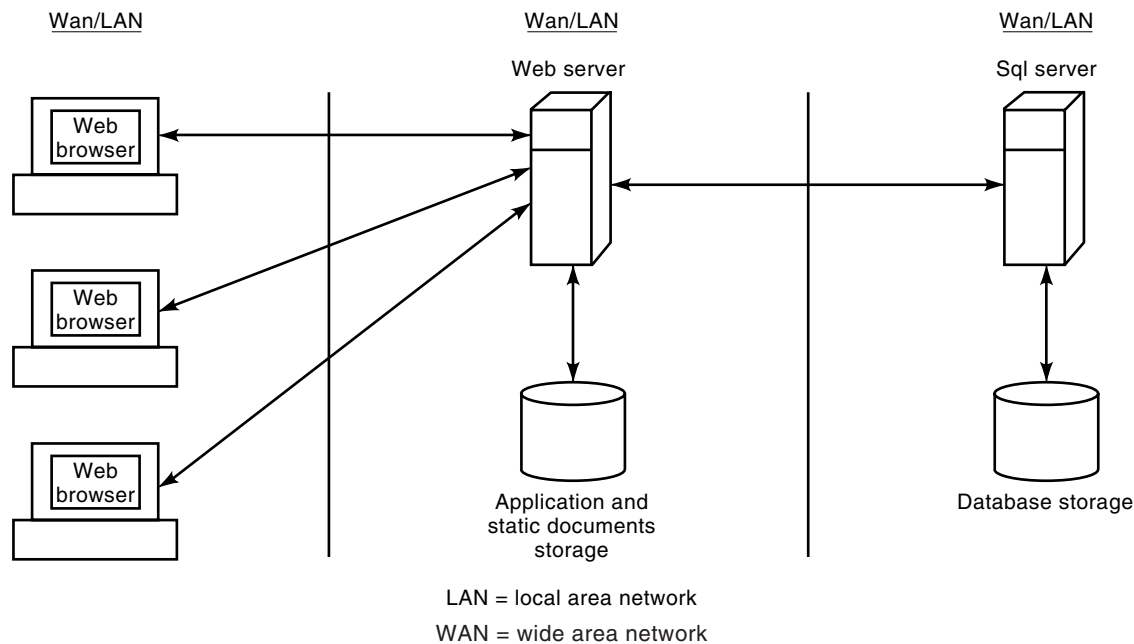 Wan/LAN
Wan/LAN
Wan/LAN
Web server
Sql server
Web
browser
Web
browser
Web
browser
Application and
static documents
storage
Database storage
LAN = local area network
WAN = wide area network